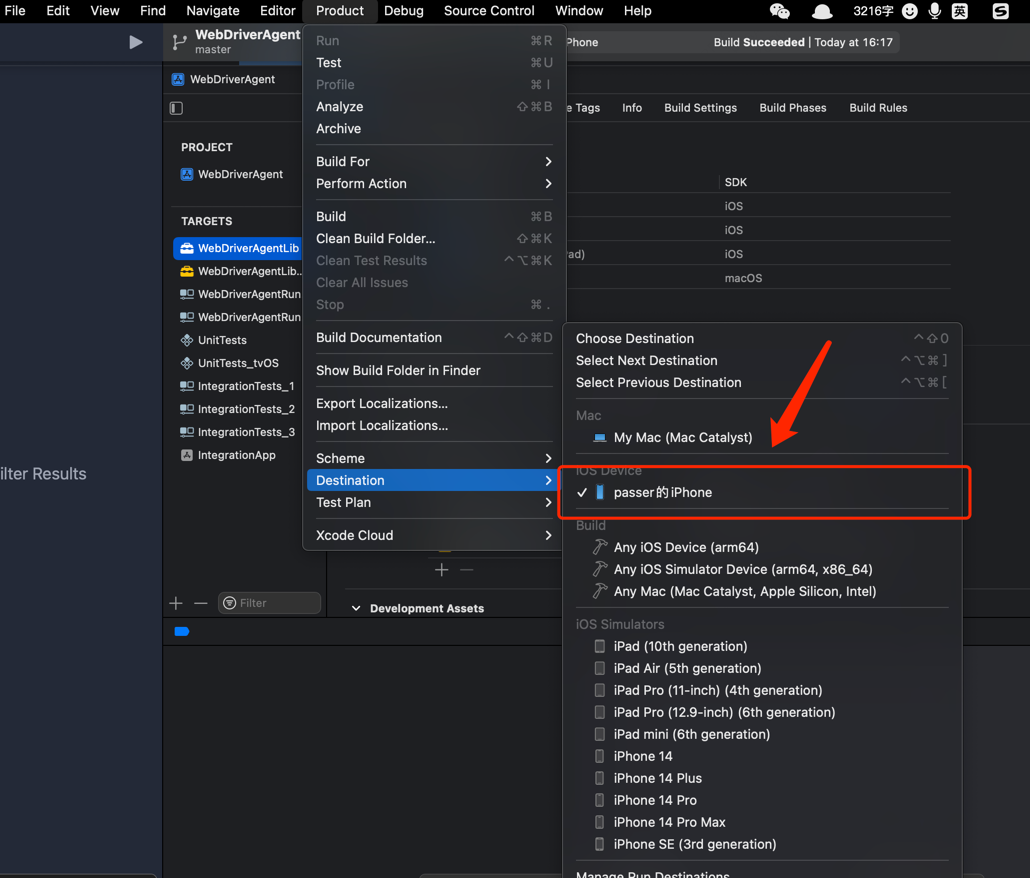 File Edit View Find Navigate Editor Product Debug Source Control Window Help 3216字 英
WebDriverAgent
master
Phone
Build Succeeded | Today at 16:17
WebDriverAgent
Tags Info Build Settings Build Phases Build Rules
PROJECT
WebDriverAgent
TARGETS
WebDriverAgentLib
WebDriverAgentLib..
WebDriverAgentRun
WebDriverAgentRun
UnitTests
UnitTests_tvOS
IntegrationTests_1
IntegrationTests_2
IntegrationTests_3
IntegrationApp
Filter
ilter Results
Run ⌘R
Test ⌘U
Profile ⌘I
Analyze ⇧⌘B
Archive
Build For
Perform Action
Build ⌘B
Clean Build Folder... ⇧⌘K
Clean Test Results ^⌥⌘K
Clear All Issues
Stop ⌘.
Build Documentation ^⇧⌘D
Show Build Folder in Finder
Export Localizations...
Import Localizations...
Scheme
Destination
Test Plan
Xcode Cloud
SDK
iOS
iOS
ad) iOS
macOS
Development Assets
Choose Destination ^⇧0
Select Next Destination ^⌥⌘]
Select Previous Destination ^⌥⌘[
Mac
My Mac (Mac Catalyst)
iOS Device
passer的iPhone
Build
Any iOS Device (arm64)
Any iOS Simulator Device (arm64, x86_64)
Any Mac (Mac Catalyst, Apple Silicon, Intel)
iOS Simulators
iPad (10th generation)
iPad Air (5th generation)
iPad Pro (11-inch) (4th generation)
iPad Pro (12.9-inch) (6th generation)
iPad mini (6th generation)
iPhone 14
iPhone 14 Plus
iPhone 14 Pro
iPhone 14 Pro Max
iPhone SE (3rd generation)
Manage Run Destinations